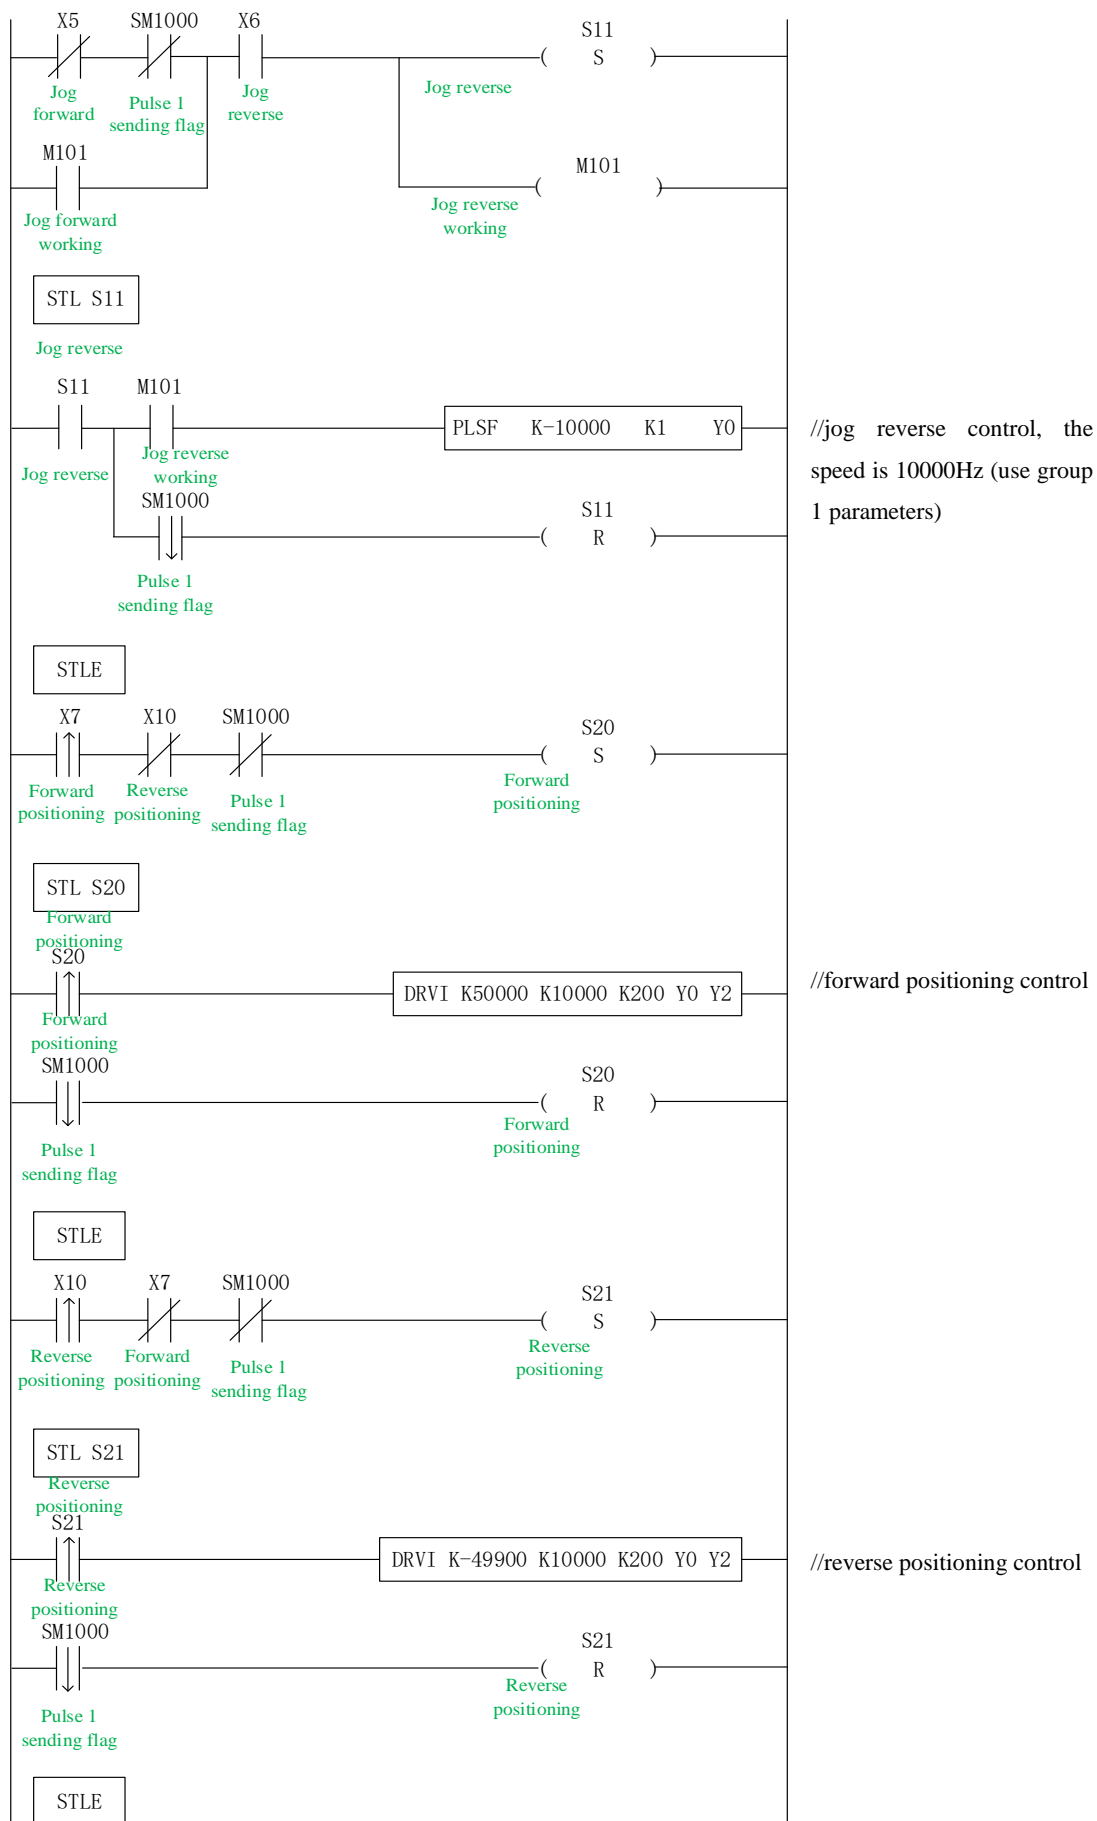 X5 SM1000 X6
S11
( S )
Jog forward
Pulse 1 sending flag
Jog reverse
Jog reverse
M101
M101
( )
Jog forward working
Jog reverse working
STL S11
Jog reverse
S11 M101
PLSF K-10000 K1 Y0
//jog reverse control, the
speed is 10000Hz (use group
1 parameters)
Jog reverse
Jog reverse working
SM1000
S11
( R )
Pulse 1
sending flag
STLE
X7 X10 SM1000
S20
( S )
Forward positioning
Reverse positioning
Pulse 1 sending flag
Forward positioning
STL S20
Forward
positioning
S20
DRVI K50000 K10000 K200 Y0 Y2
//forward positioning control
Forward
positioning
SM1000
S20
( R )
Forward
positioning
Pulse 1
sending flag
STLE
X10 X7 SM1000
S21
( S )
Reverse positioning
Forward positioning
Pulse 1 sending flag
Reverse positioning
STL S21
Reverse
positioning
S21
DRVI K-49900 K10000 K200 Y0 Y2
//reverse positioning control
Reverse
positioning
SM1000
S21
( R )
Reverse
positioning
Pulse 1
sending flag
STLE